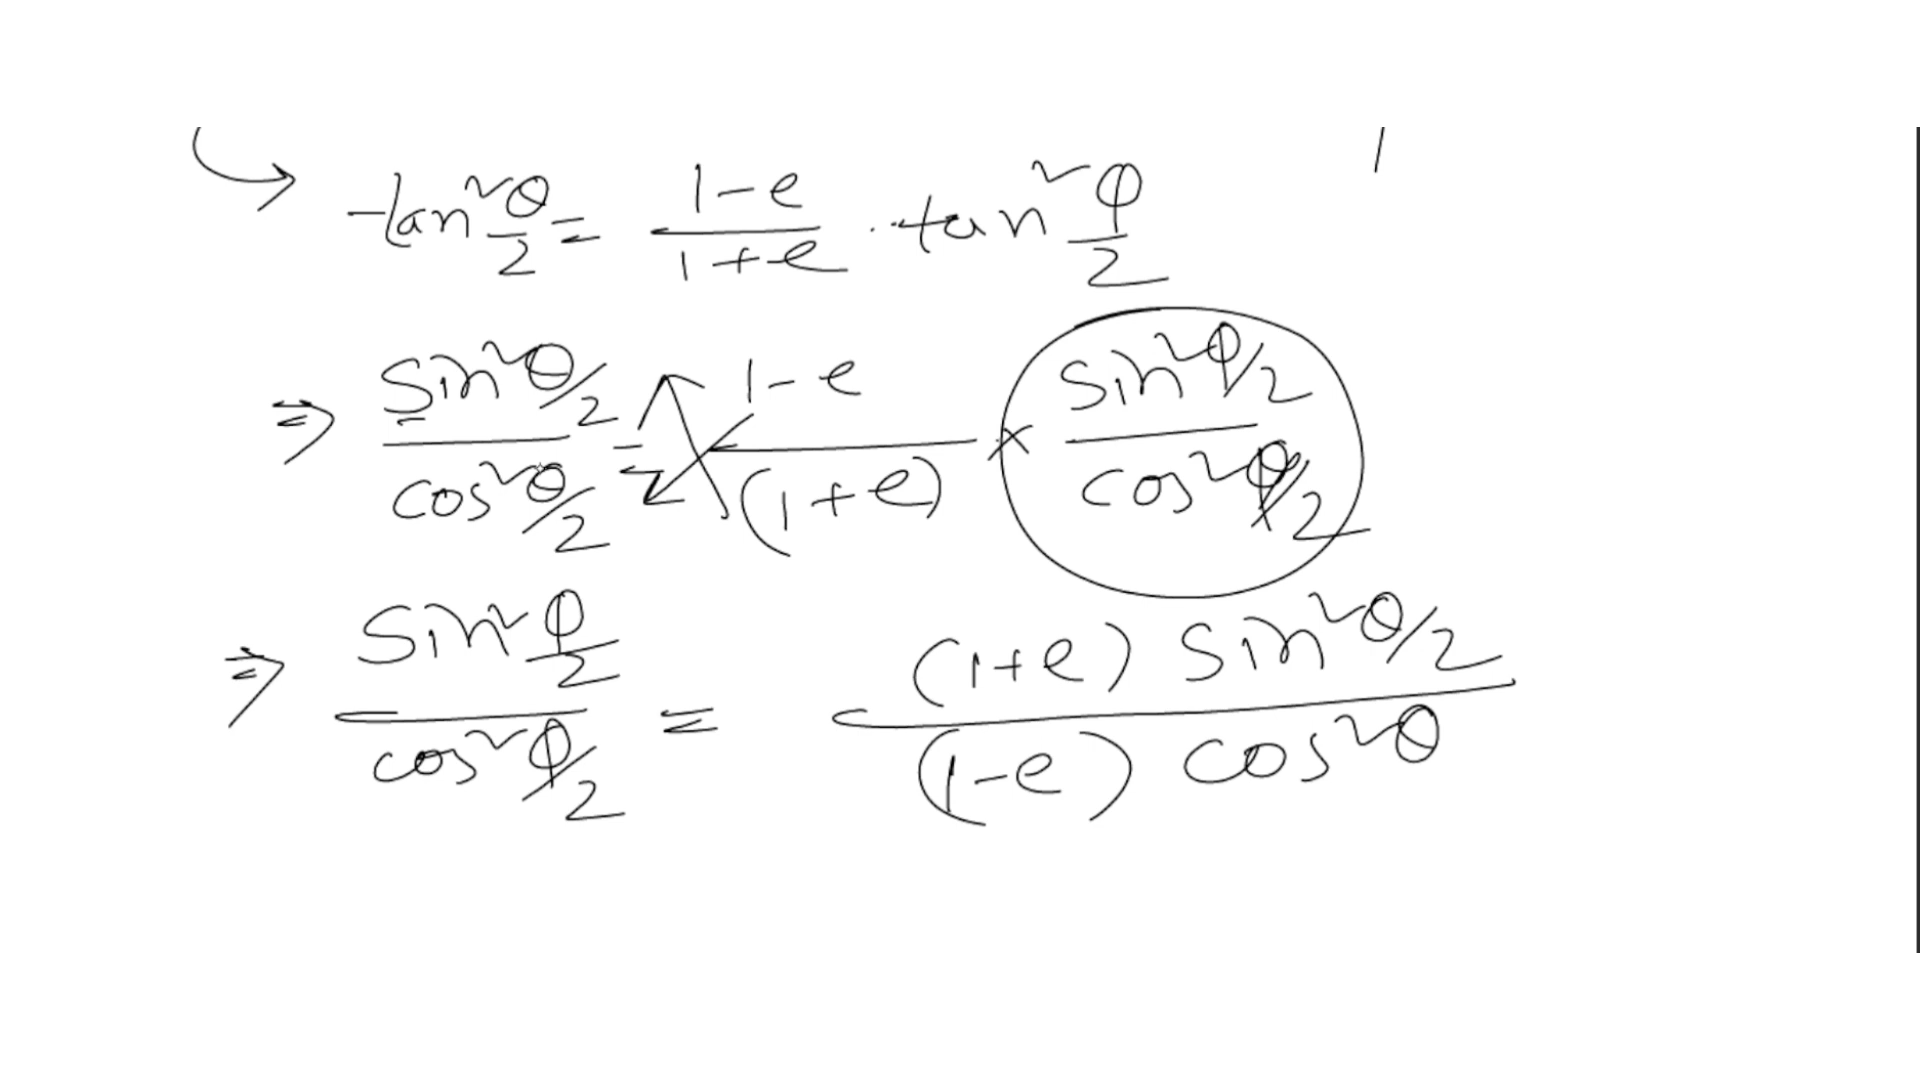 tan²θ/2 = (1-e)/(1+e) · tan²φ/2
⇒ (sin²θ/2)/(cos²θ/2) = (1-e)/(1+e) × (sin²φ/2)/(cos²φ/2)
⇒ (sin²φ/2)/(cos²φ/2) = ((1+e) sin²θ/2)/((1-e) cos²θ)